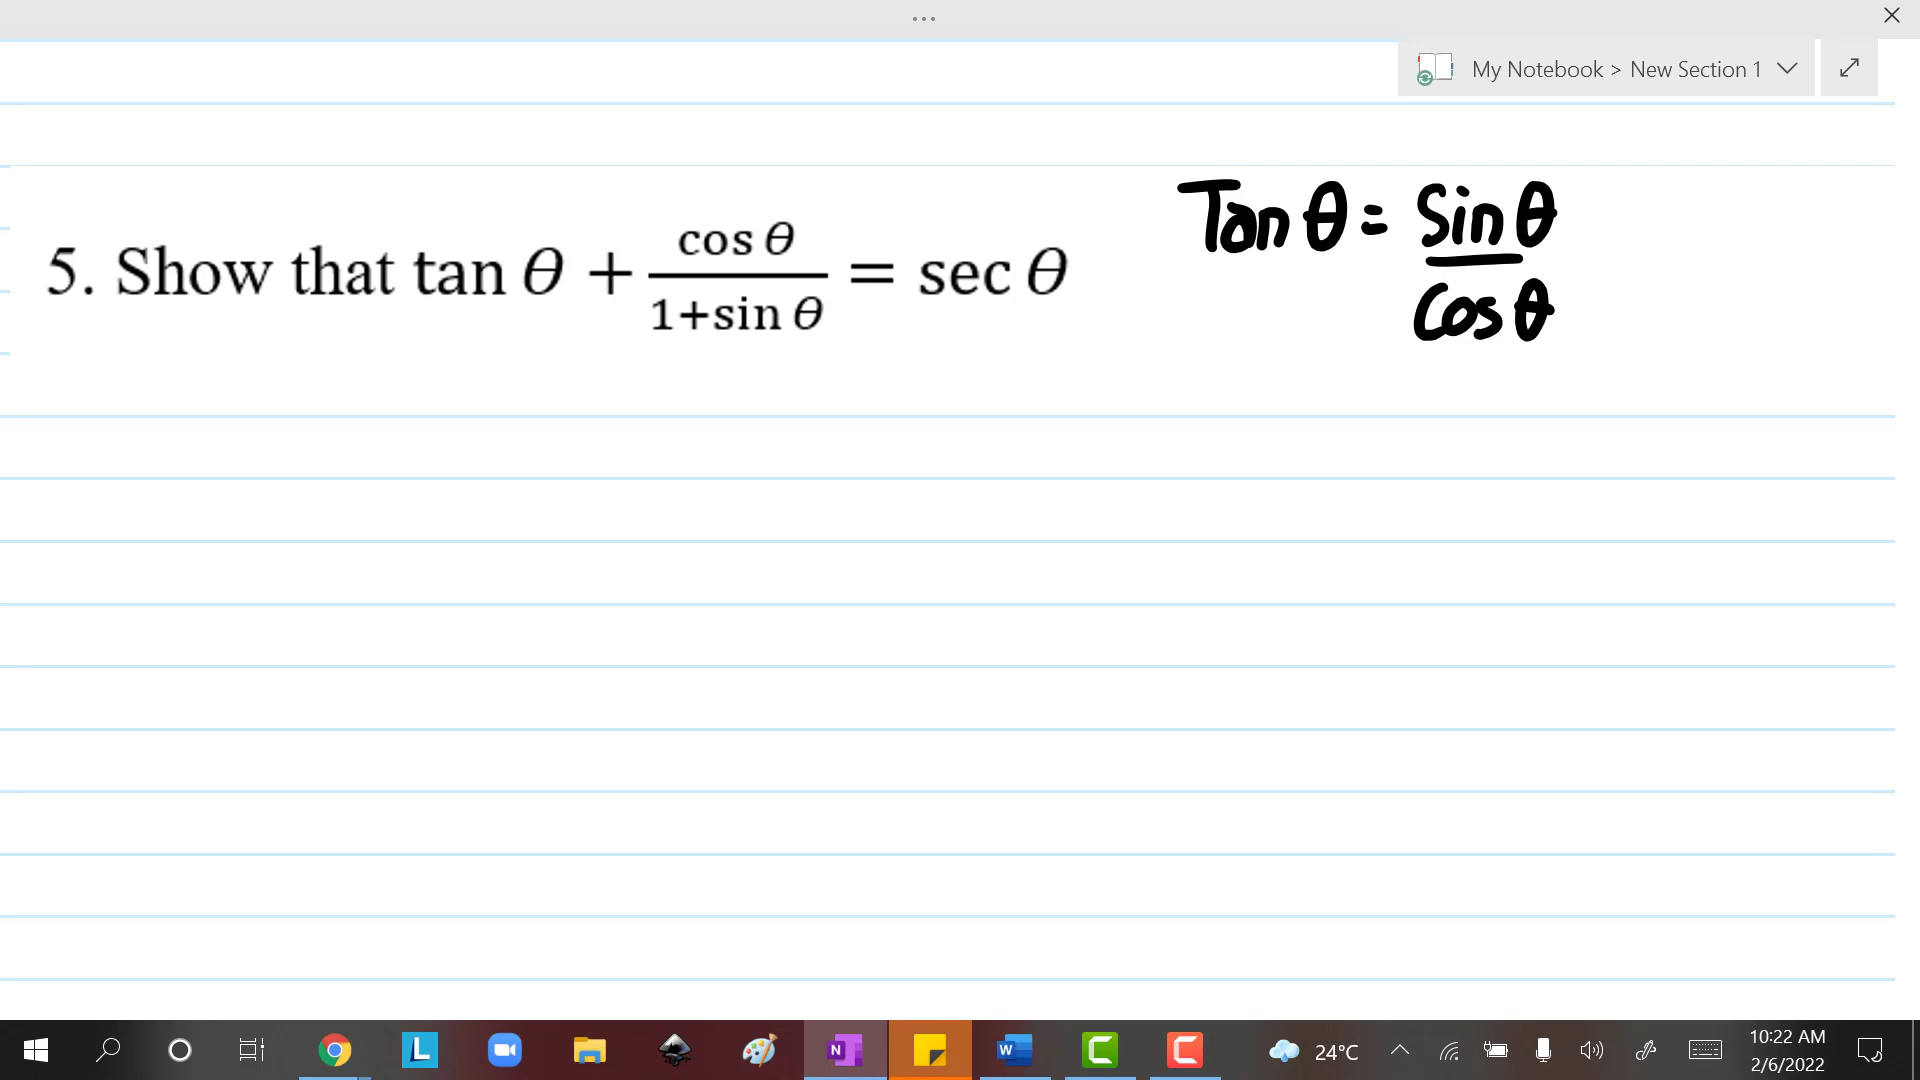 My Notebook > New Section 1
5. Show that tan θ + cos θ / 1+sin θ = sec θ
Tan θ = Sin θ / Cos θ
24°C
10:22 AM
2/6/2022